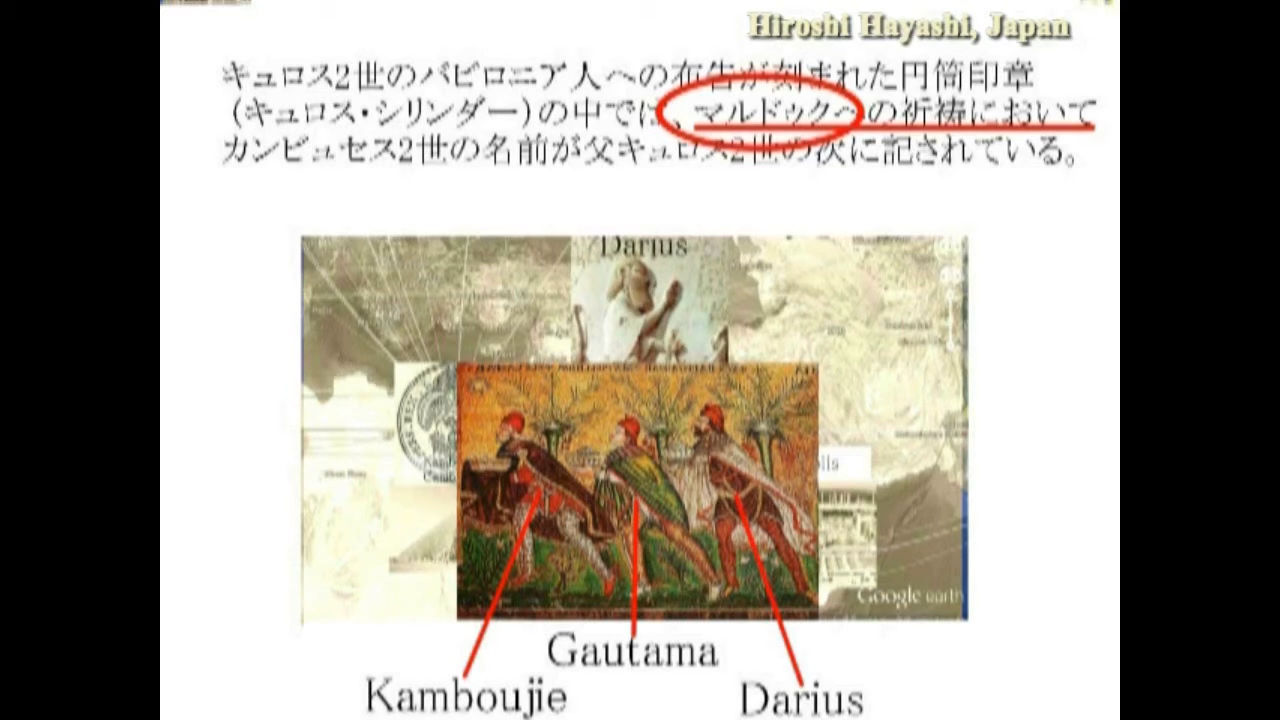 Hiroshi Hayashi, Japan
キュロス2世のバビロニア人への布告が刻まれた円筒印章
(キュロス・シリンダー)の中では、マルドゥクへの祈祷において
カンビュセス2世の名前が父キュロス2世の次に記されている。
Darius
Google earth
Gautama
Kamboujie
Darius